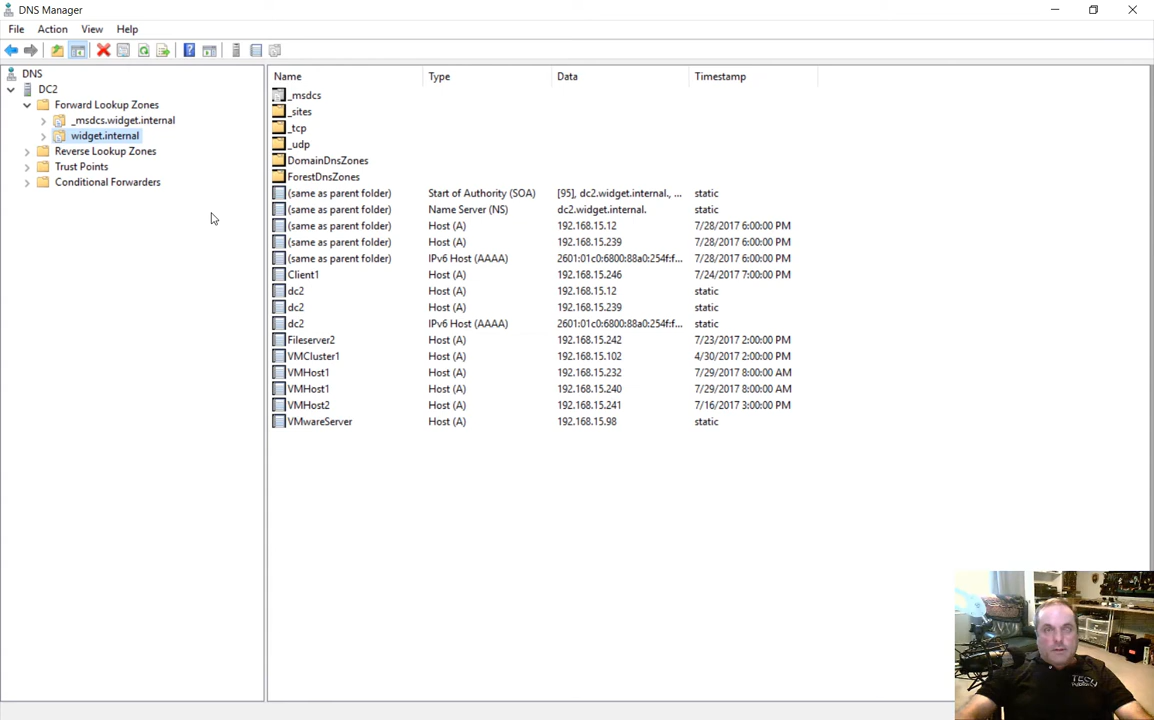 DNS Manager
File Action View Help
DNS
DC2
Forward Lookup Zones
_msdcs.widget.internal
widget.internal
Reverse Lookup Zones
Trust Points
Conditional Forwarders
Name Type Data Timestamp
_msdcs
_sites
_tcp
_udp
DomainDnsZones
ForestDnsZones
(same as parent folder) Start of Authority (SOA) [95], dc2.widget.internal., ... static
(same as parent folder) Name Server (NS) dc2.widget.internal. static
(same as parent folder) Host (A) 192.168.15.12 7/28/2017 6:00:00 PM
(same as parent folder) Host (A) 192.168.15.239 7/28/2017 6:00:00 PM
(same as parent folder) IPv6 Host (AAAA) 2601:01c0:6800:88a0:254f:f... 7/28/2017 6:00:00 PM
Client1 Host (A) 192.168.15.246 7/24/2017 7:00:00 PM
dc2 Host (A) 192.168.15.12 static
dc2 Host (A) 192.168.15.239 static
dc2 IPv6 Host (AAAA) 2601:01c0:6800:88a0:254f:f... static
Fileserver2 Host (A) 192.168.15.242 7/23/2017 2:00:00 PM
VMCluster1 Host (A) 192.168.15.102 4/30/2017 2:00:00 PM
VMHost1 Host (A) 192.168.15.232 7/29/2017 8:00:00 AM
VMHost1 Host (A) 192.168.15.240 7/29/2017 8:00:00 AM
VMHost2 Host (A) 192.168.15.241 7/16/2017 3:00:00 PM
VMwareServer Host (A) 192.168.15.98 static